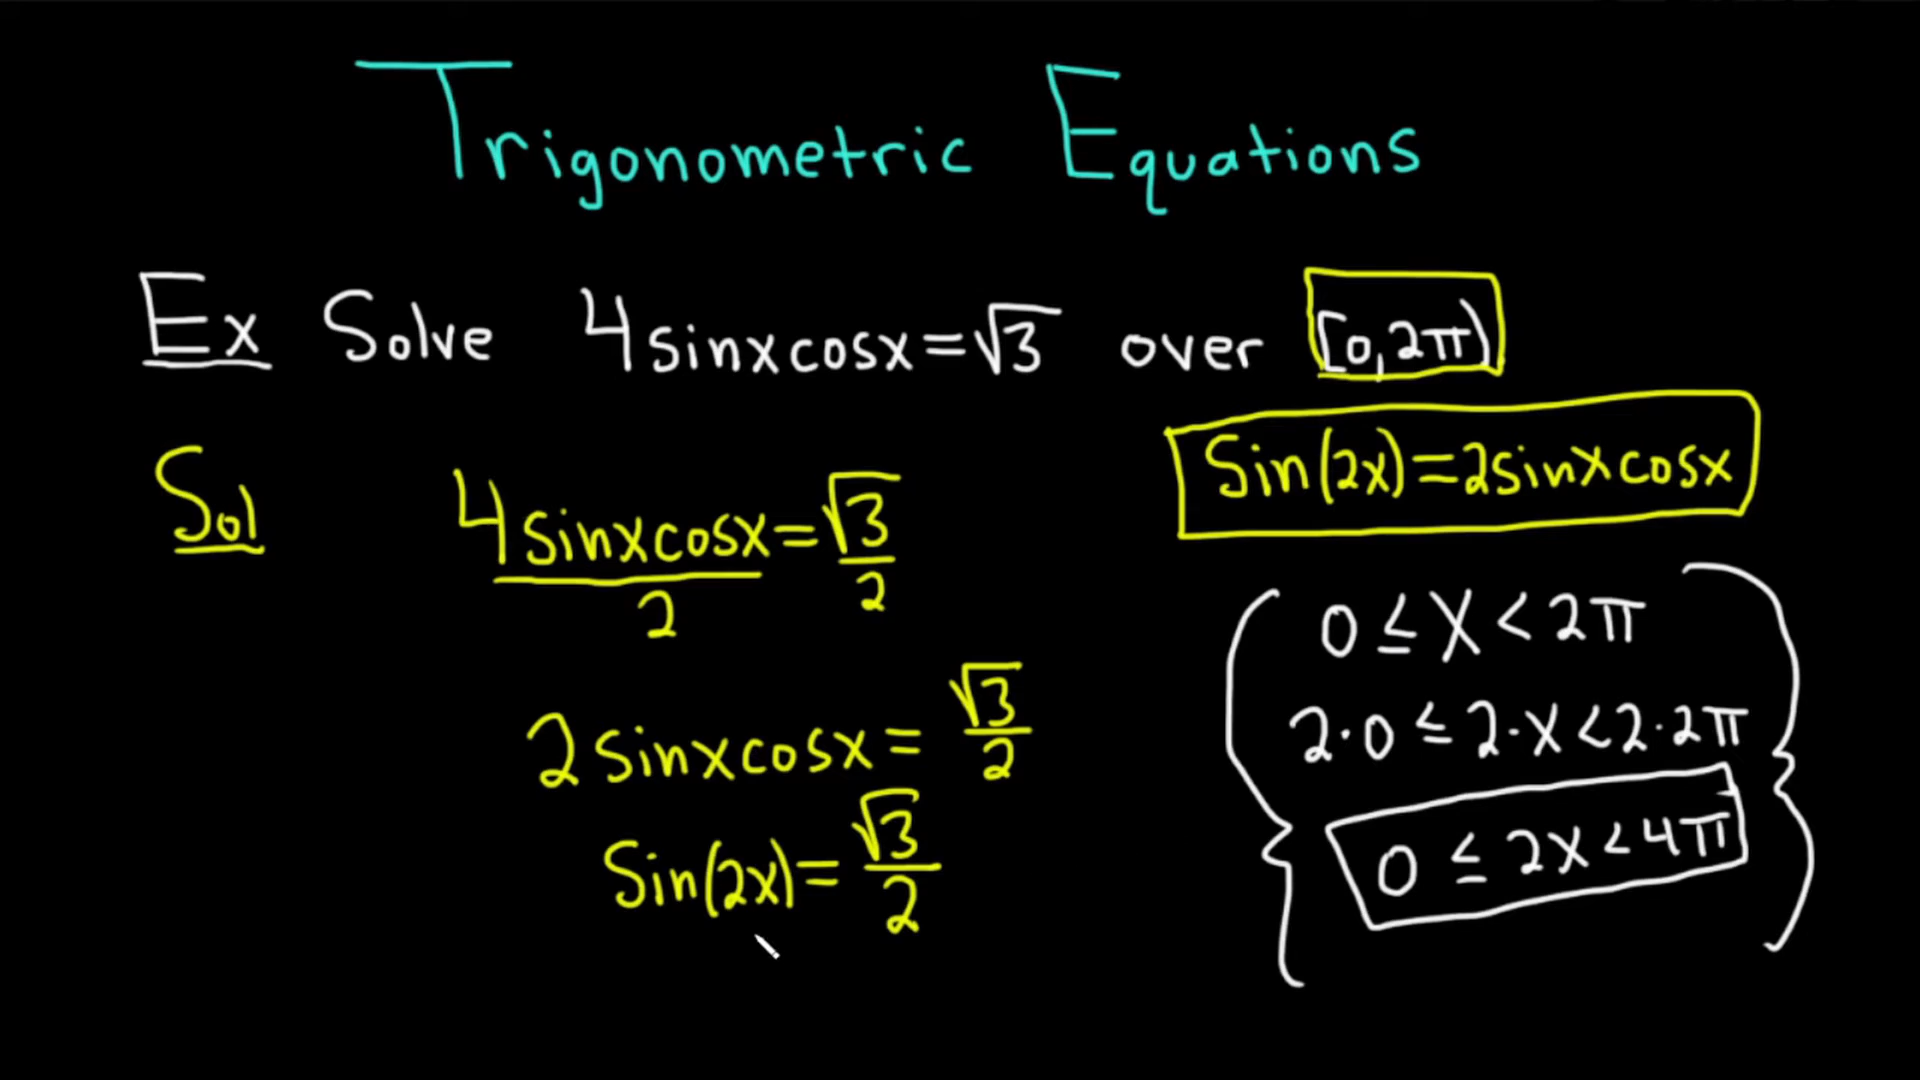 Trigonometric Equations
Ex Solve 4sinxcosx=√3 over [0,2π)
Sol 4sinxcosx/2=√3/2
Sin(2x)=2sinxcosx
2sinxcosx=√3/2
Sin(2x)=√3/2
0≤X<2π
2·0≤2·X<2·2π
0≤2X<4π